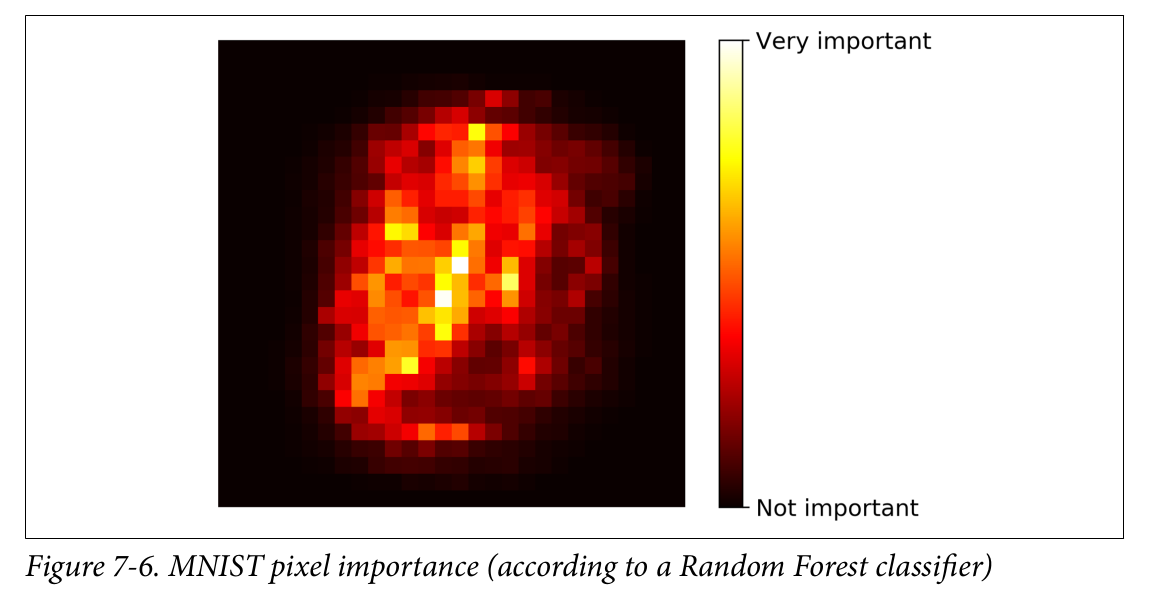 Very important
Not important
Figure 7-6. MNIST pixel importance (according to a Random Forest classifier)